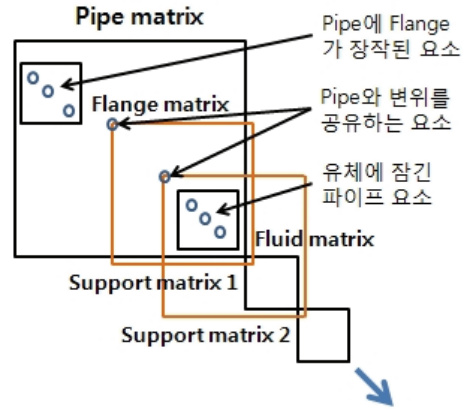 Pipe matrix
Pipe에 Flange
가 장작된 요소
Flange matrix
Pipe와 변위를
공유하는 요소
유체에 잠긴
파이프 요소
Fluid matrix
Support matrix 1
Support matrix 2